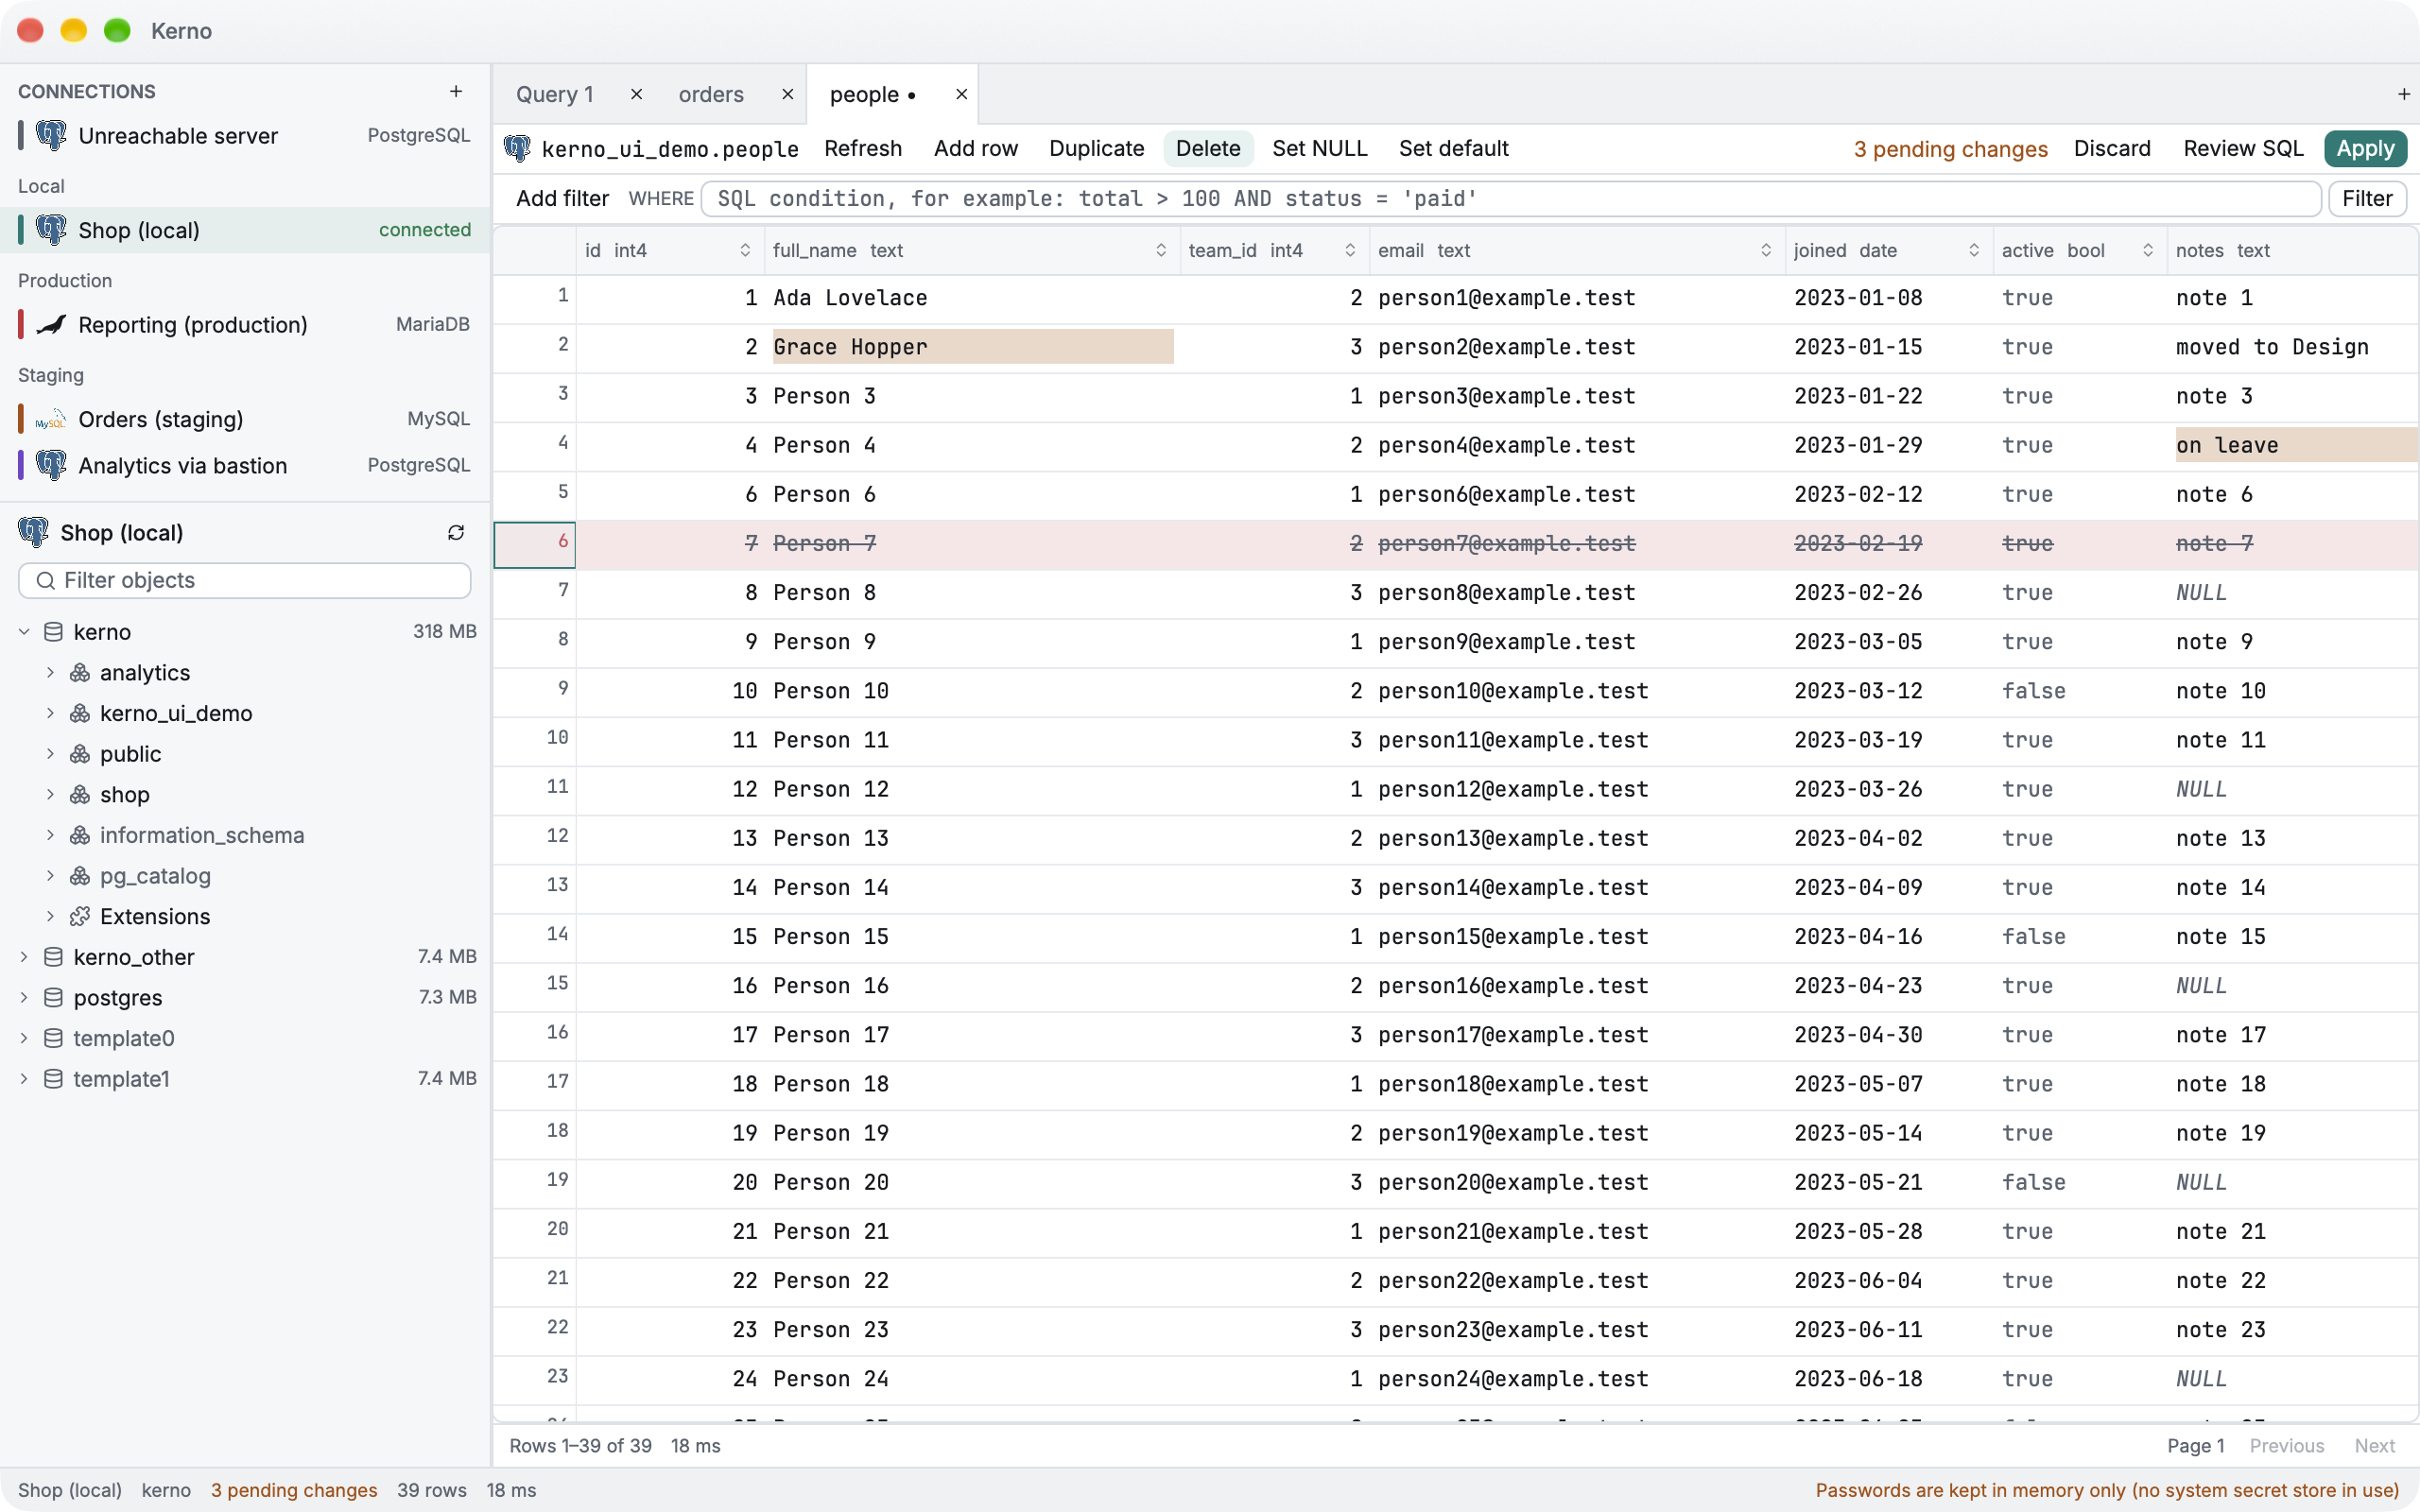 Kerno
CONNECTIONS
Unreachable server PostgreSQL
Local
Shop (local) connected
Production
Reporting (production) MariaDB
Staging
MySQL Orders (staging) MySQL
Analytics via bastion PostgreSQL
Shop (local)
Filter objects
kerno 318 MB
analytics
kerno_ui_demo
public
shop
information_schema
pg_catalog
Extensions
kerno_other 7.4 MB
postgres 7.3 MB
template0
template1 7.4 MB
Query 1 orders people •
kerno_ui_demo.people Refresh Add row Duplicate Delete Set NULL Set default 3 pending changes Discard Review SQL Apply
Add filter WHERE SQL condition, for example: total > 100 AND status = 'paid' Filter
id int4 full_name text team_id int4 email text joined date active bool notes text
1 1 Ada Lovelace 2 person1@example.test 2023-01-08 true note 1
2 2 Grace Hopper 3 person2@example.test 2023-01-15 true moved to Design
3 3 Person 3 1 person3@example.test 2023-01-22 true note 3
4 4 Person 4 2 person4@example.test 2023-01-29 true on leave
5 6 Person 6 1 person6@example.test 2023-02-12 true note 6
6 7 Person 7 2 person7@example.test 2023-02-19 true note 7
7 8 Person 8 3 person8@example.test 2023-02-26 true NULL
8 9 Person 9 1 person9@example.test 2023-03-05 true note 9
9 10 Person 10 2 person10@example.test 2023-03-12 false note 10
10 11 Person 11 3 person11@example.test 2023-03-19 true note 11
11 12 Person 12 1 person12@example.test 2023-03-26 true NULL
12 13 Person 13 2 person13@example.test 2023-04-02 true note 13
13 14 Person 14 3 person14@example.test 2023-04-09 true note 14
14 15 Person 15 1 person15@example.test 2023-04-16 false note 15
15 16 Person 16 2 person16@example.test 2023-04-23 true NULL
16 17 Person 17 3 person17@example.test 2023-04-30 true note 17
17 18 Person 18 1 person18@example.test 2023-05-07 true note 18
18 19 Person 19 2 person19@example.test 2023-05-14 true note 19
19 20 Person 20 3 person20@example.test 2023-05-21 false NULL
20 21 Person 21 1 person21@example.test 2023-05-28 true note 21
21 22 Person 22 2 person22@example.test 2023-06-04 true note 22
22 23 Person 23 3 person23@example.test 2023-06-11 true note 23
23 24 Person 24 1 person24@example.test 2023-06-18 true NULL
Rows 1–39 of 39 18 ms Page 1 Previous Next
Shop (local) kerno 3 pending changes 39 rows 18 ms Passwords are kept in memory only (no system secret store in use)